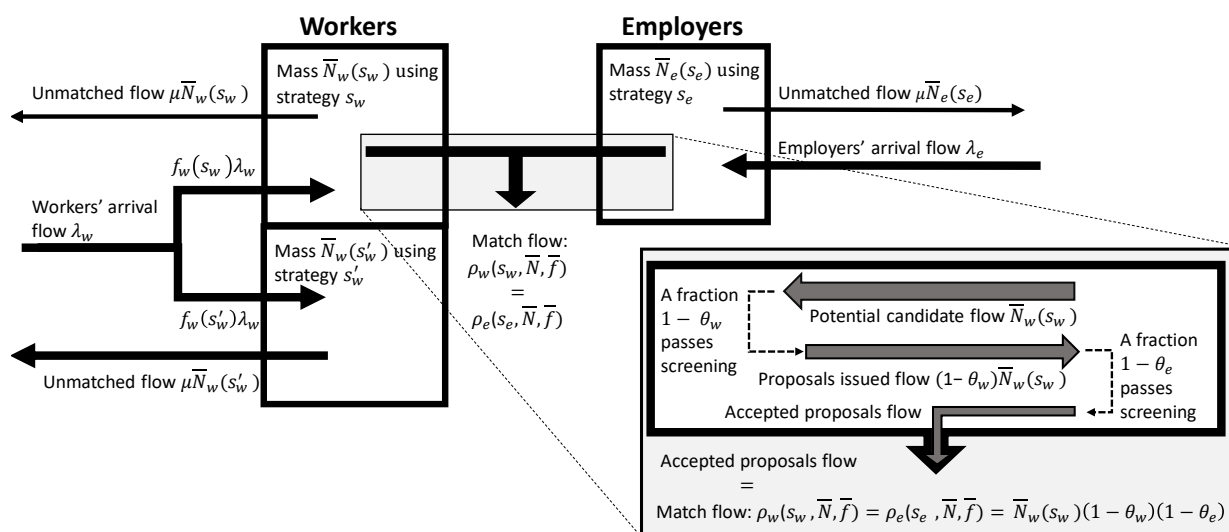 Workers
Employers
Mass N̅_w(s_w) using
strategy s_w
Mass N̅_e(s_e) using
strategy s_e
Unmatched flow μN̅_w(s_w)
Unmatched flow μN̅_e(s_e)
Employers’ arrival flow λ_e
f_w(s_w)λ_w
Workers’ arrival
flow λ_w
f_w(s′_w)λ_w
Mass N̅_w(s′_w) using
strategy s′_w
Unmatched flow μN̅_w(s′_w)
Match flow:
ρ_w(s_w, N̅, f̅)
=
ρ_e(s_e, N̅, f̅)
A fraction
1 − θ_w
passes
screening
Potential candidate flow N̅_w(s_w)
Proposals issued flow (1− θ_w)N̅_w(s_w)
Accepted proposals flow
A fraction
1 − θ_e
passes
screening
Accepted proposals flow
=
Match flow: ρ_w(s_w, N̅, f̅) = ρ_e(s_e , N̅, f̅) = N̅_w(s_w)(1 − θ_w)(1 − θ_e)